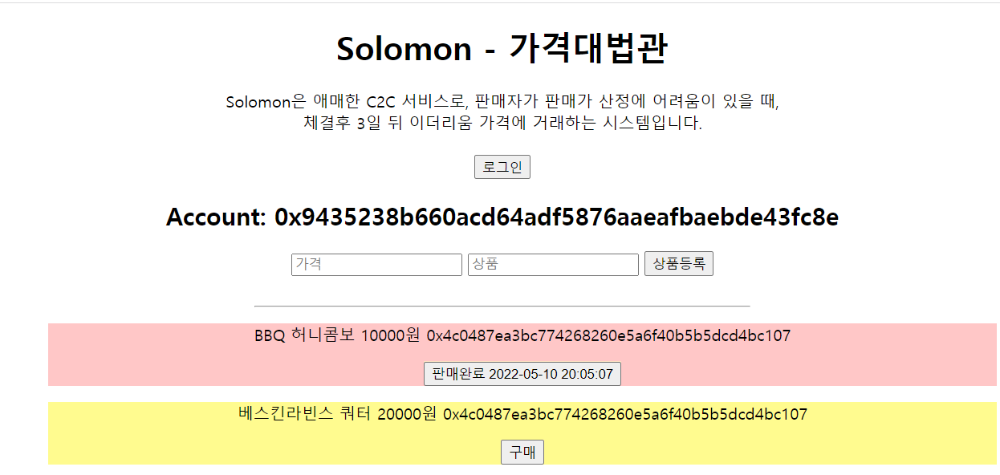 Solomon - 가격대법관
Solomon은 애매한 C2C 서비스로, 판매자가 판매가 산정에 어려움이 있을 때,
체결후 3일 뒤 이더리움 가격에 거래하는 시스템입니다.
로그인
Account: 0x9435238b660acd64adf5876aaeafbaebde43fc8e
가격 상품 상품등록
BBQ 허니콤보 10000원 0x4c0487ea3bc774268260e5a6f40b5b5dcd4bc107
판매완료 2022-05-10 20:05:07
베스킨라빈스 쿼터 20000원 0x4c0487ea3bc774268260e5a6f40b5b5dcd4bc107
구매